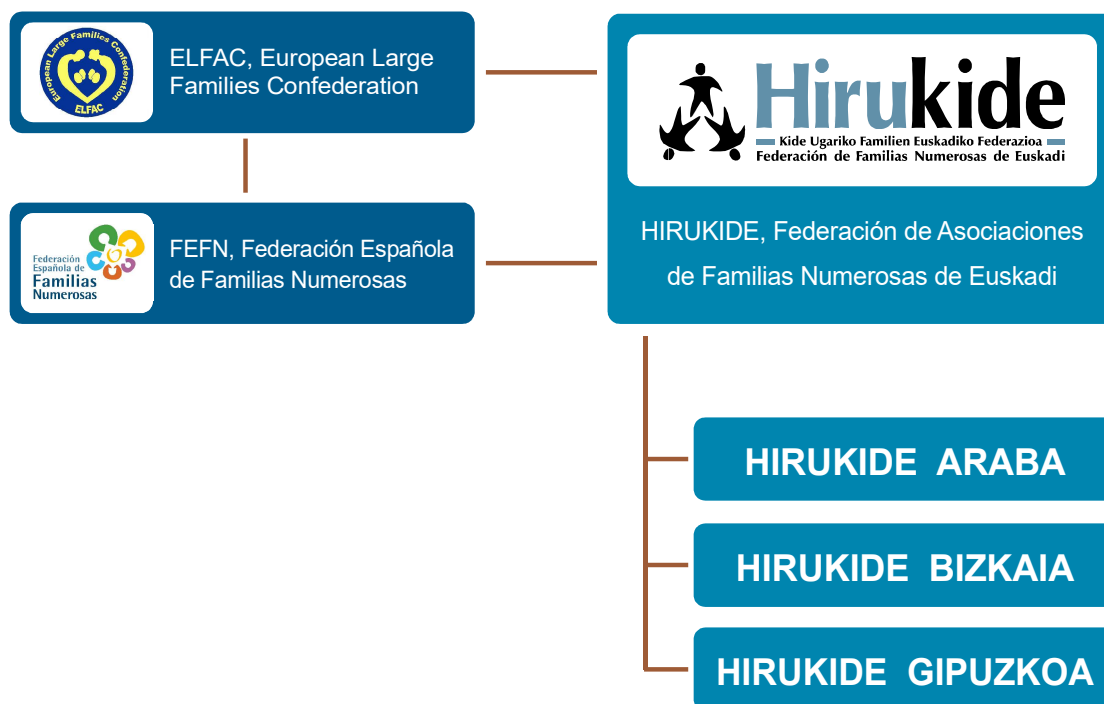 European Large Families Confederation
ELFAC
ELFAC, European Large
Families Confederation
Federación
Española de
Familias
Numerosas
FEFN, Federación Española
de Familias Numerosas
Hirukide
Kide Ugariko Familien Euskadiko Federazioa
Federación de Familias Numerosas de Euskadi
HIRUKIDE, Federación de Asociaciones
de Familias Numerosas de Euskadi
HIRUKIDE ARABA
HIRUKIDE BIZKAIA
HIRUKIDE GIPUZKOA